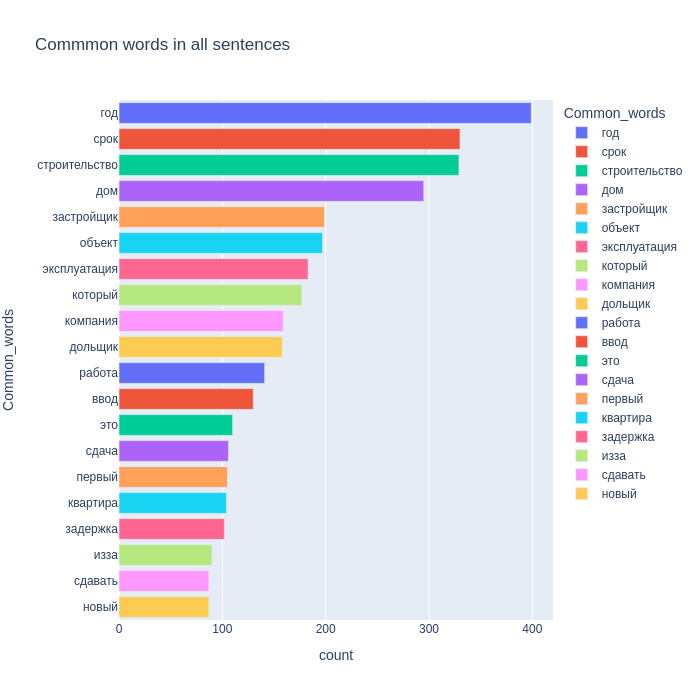 Commmon words in all sentences
Common_words
год
срок
строительство
дом
застройщик
объект
эксплуатация
который
компания
дольщик
работа
ввод
это
сдача
первый
квартира
задержка
изза
сдавать
новый
0 100 200 300 400
count
Common_words
год
срок
строительство
дом
застройщик
объект
эксплуатация
который
компания
дольщик
работа
ввод
это
сдача
первый
квартира
задержка
изза
сдавать
новый